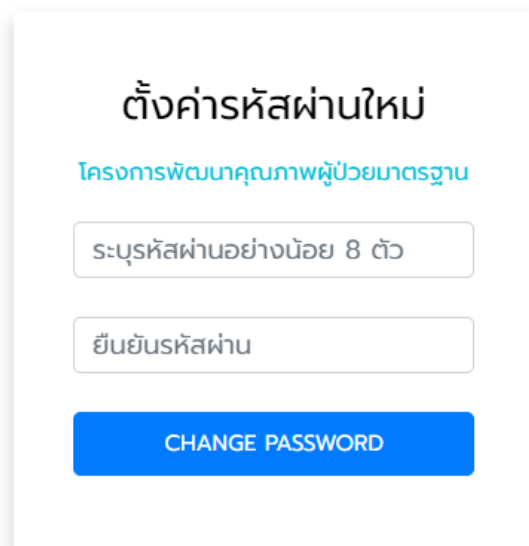 ตั้งค่ารหัสผ่านใหม่
โครงการพัฒนาคุณภาพผู้ป่วยมาตรฐาน
ระบุรหัสผ่านอย่างน้อย 8 ตัว
ยืนยันรหัสผ่าน
CHANGE PASSWORD